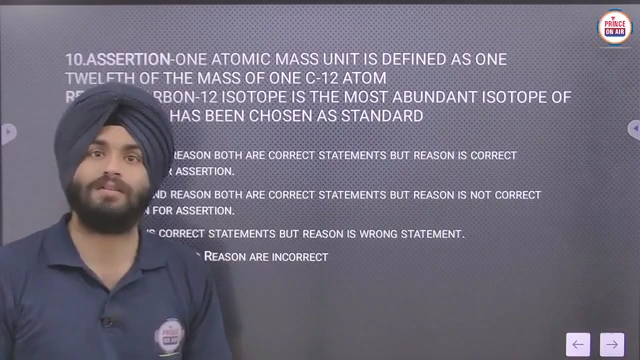 PRINCE
ON AIR
10.ASSERTION-ONE ATOMIC MASS UNIT IS DEFINED AS ONE
TWELFTH OF THE MASS OF ONE C-12 ATOM
RBON-12 ISOTOPE IS THE MOST ABUNDANT ISOTOPE OF
HAS BEEN CHOSEN AS STANDARD
REASON BOTH ARE CORRECT STATEMENTS BUT REASON IS CORRECT
FOR ASSERTION.
ND REASON BOTH ARE CORRECT STATEMENTS BUT REASON IS NOT CORRECT
FOR ASSERTION.
IS CORRECT STATEMENTS BUT REASON IS WRONG STATEMENT.
REASON ARE INCORRECT
PRINCE